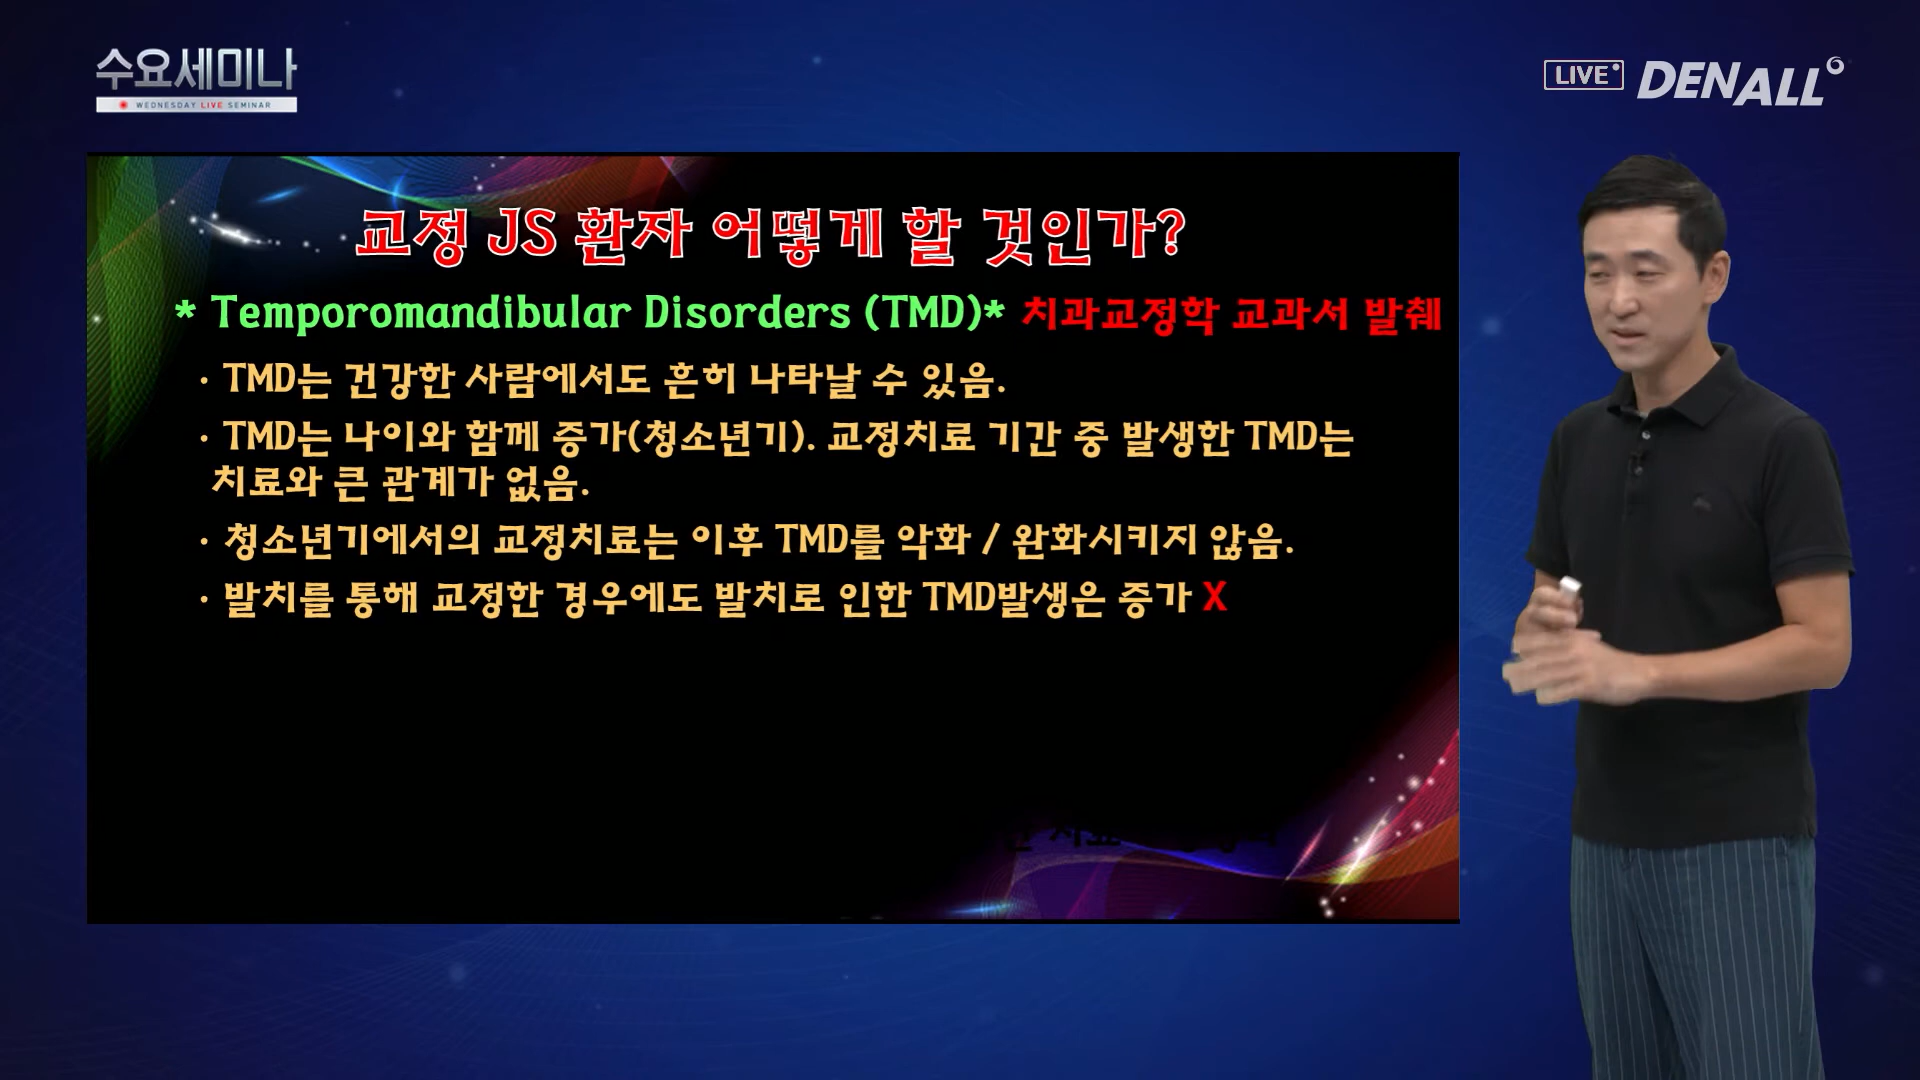 수요세미나
WEDNESDAY LIVE SEMINAR
LIVE DENALL
교정 JS 환자 어떻게 할 것인가?
* Temporomandibular Disorders (TMD)* 치과교정학 교과서 발췌
· TMD는 건강한 사람에서도 흔히 나타날 수 있음.
· TMD는 나이와 함께 증가(청소년기). 교정치료 기간 중 발생한 TMD는
치료와 큰 관계가 없음.
· 청소년기에서의 교정치료는 이후 TMD를 악화 / 완화시키지 않음.
· 발치를 통해 교정한 경우에도 발치로 인한 TMD발생은 증가 X